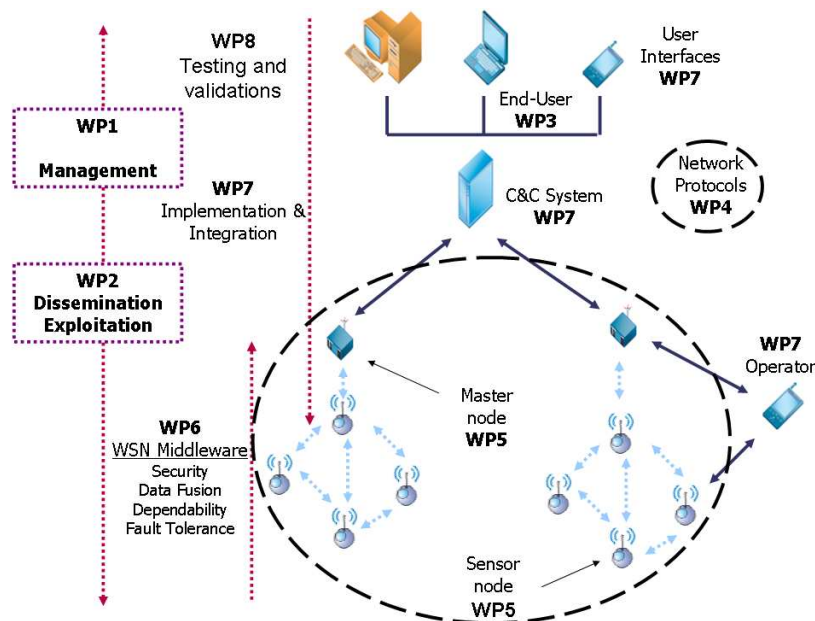 WP8
Testing and
validations
User
Interfaces
WP7
End-User
WP3
WP1
Management
Network
Protocols
WP4
WP7
Implementation &
Integration
C&C System
WP7
WP2
Dissemination
Exploitation
WP7
Operator
Master
node
WP5
WP6
WSN Middleware
Security
Data Fusion
Dependability
Fault Tolerance
Sensor
node
WP5